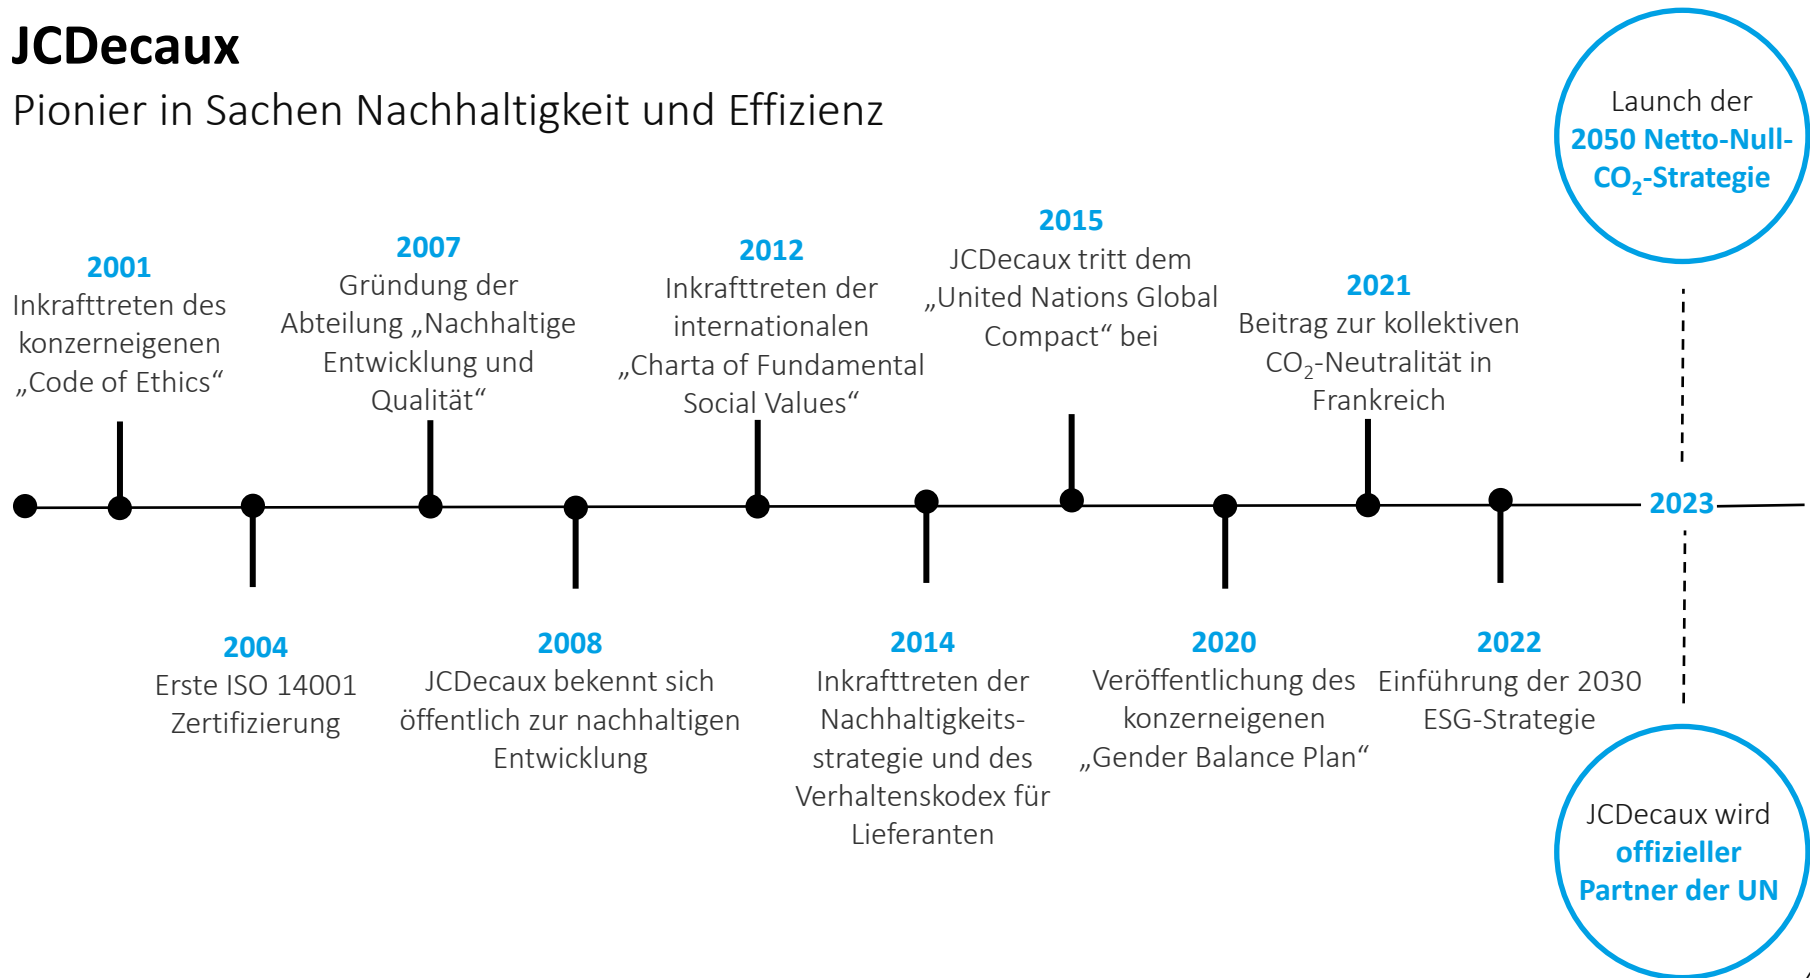 JCDecaux
Pionier in Sachen Nachhaltigkeit und Effizienz
2001
Inkrafttreten des
konzerneigenen
„Code of Ethics“
2004
Erste ISO 14001
Zertifizierung
2007
Gründung der
Abteilung „Nachhaltige
Entwicklung und
Qualität“
2008
JCDecaux bekennt sich
öffentlich zur nachhaltigen
Entwicklung
2012
Inkrafttreten der
internationalen
„Charta of Fundamental
Social Values“
2014
Inkrafttreten der
Nachhaltigkeits-
strategie und des
Verhaltenskodex für
Lieferanten
2015
JCDecaux tritt dem
„United Nations Global
Compact“ bei
2020
Veröffentlichung des
konzerneigenen
„Gender Balance Plan“
2021
Beitrag zur kollektiven
CO₂-Neutralität in
Frankreich
2022
Einführung der 2030
ESG-Strategie
2023
Launch der
2050 Netto-Null-
CO₂-Strategie
JCDecaux wird
offizieller
Partner der UN